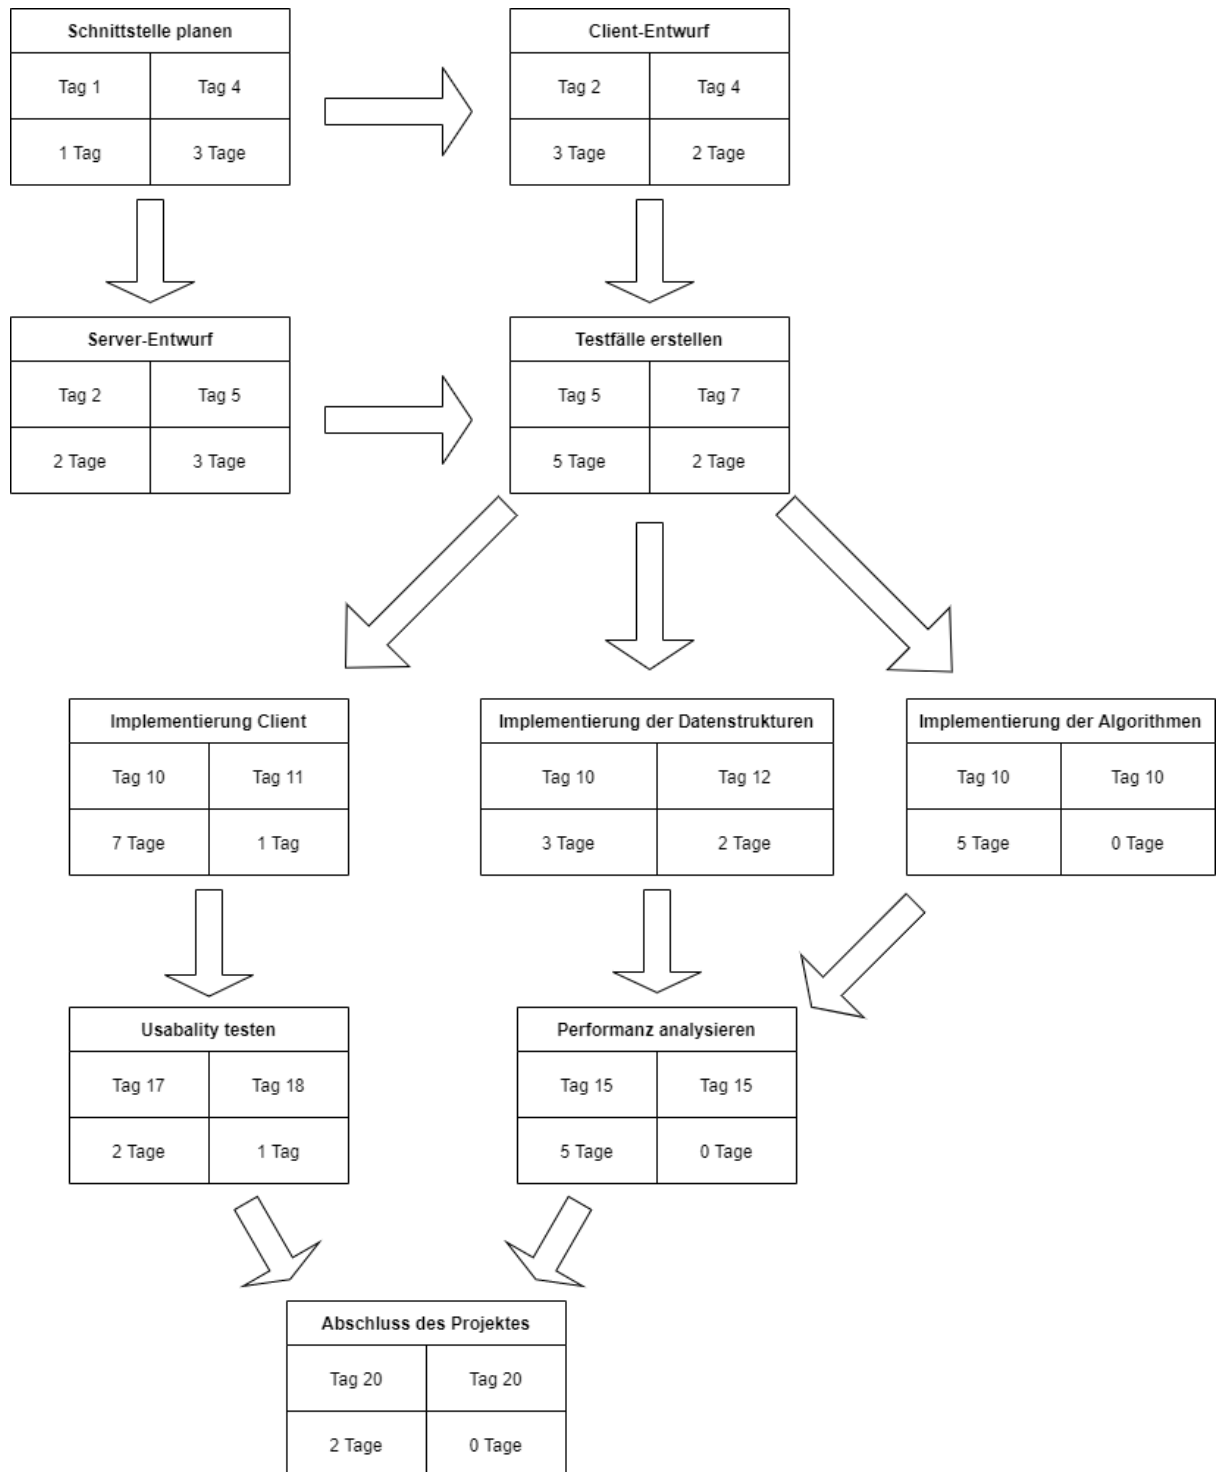 Schnittstelle planen
Tag 1 Tag 4
1 Tag 3 Tage
Client-Entwurf
Tag 2 Tag 4
3 Tage 2 Tage
Server-Entwurf
Tag 2 Tag 5
2 Tage 3 Tage
Testfälle erstellen
Tag 5 Tag 7
5 Tage 2 Tage
Implementierung Client
Tag 10 Tag 11
7 Tage 1 Tag
Implementierung der Datenstrukturen
Tag 10 Tag 12
3 Tage 2 Tage
Implementierung der Algorithmen
Tag 10 Tag 10
5 Tage 0 Tage
Usabality testen
Tag 17 Tag 18
2 Tage 1 Tag
Performanz analysieren
Tag 15 Tag 15
5 Tage 0 Tage
Abschluss des Projektes
Tag 20 Tag 20
2 Tage 0 Tage